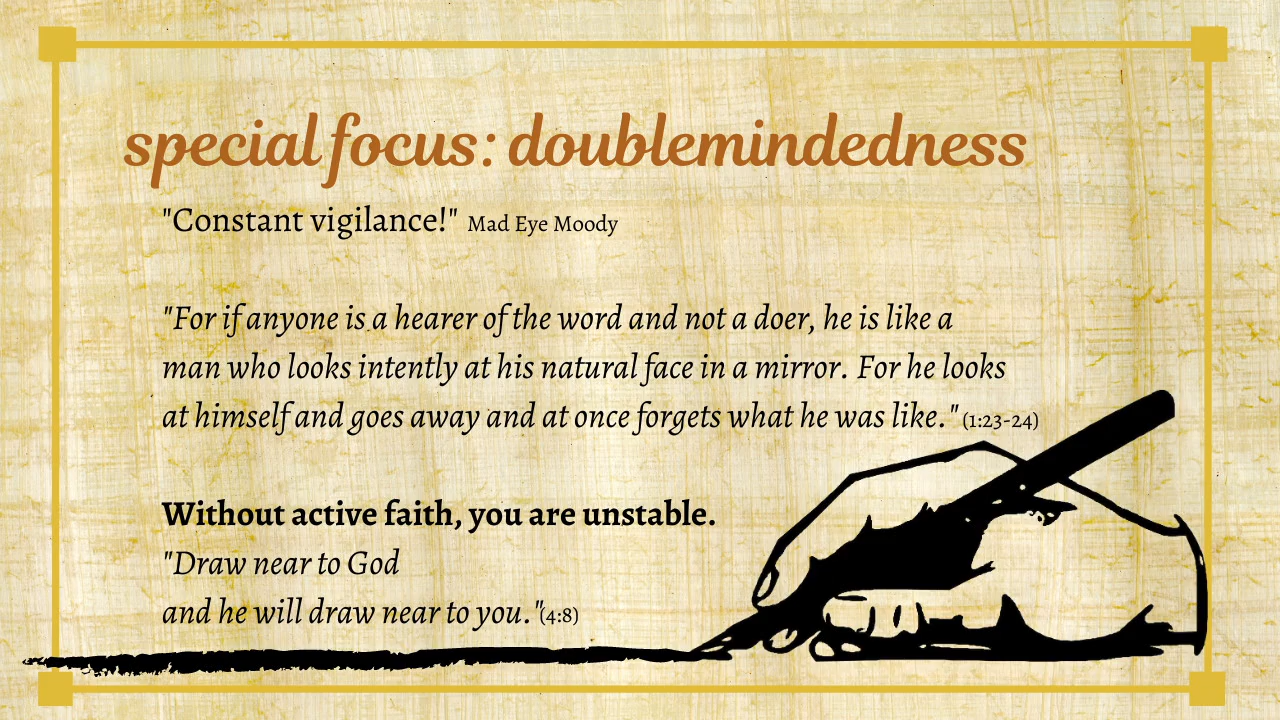 special focus: doublemindedness
"Constant vigilance!" Mad Eye Moody
"For if anyone is a hearer of the word and not a doer, he is like a
man who looks intently at his natural face in a mirror. For he looks
at himself and goes away and at once forgets what he was like." (1:23-24)
Without active faith, you are unstable.
"Draw near to God
and he will draw near to you."(4:8)